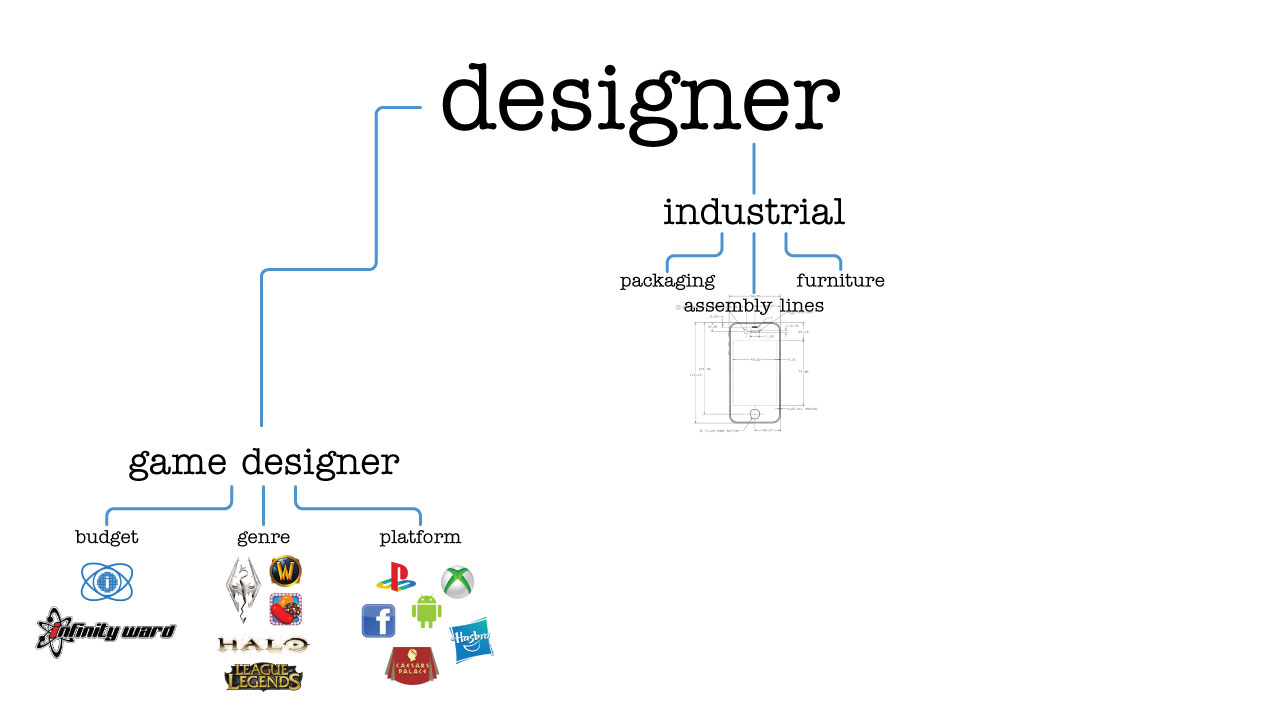 designer
industrial
packaging
furniture
assembly lines
game designer
budget
genre
platform
W
f
infinity ward
HALO
Hasbro
CAESARS
PALACE
LEAGUE
OF
LEGENDS